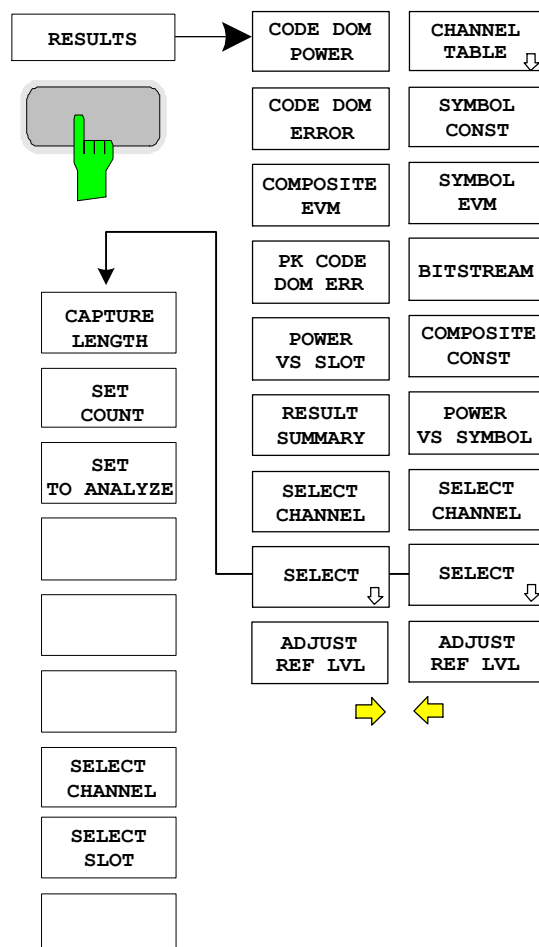 RESULTS
CODE DOM
POWER
CODE DOM
ERROR
COMPOSITE
EVM
PK CODE
DOM ERR
POWER
VS SLOT
RESULT
SUMMARY
SELECT
CHANNEL
SELECT
ADJUST
REF LVL
CHANNEL
TABLE
SYMBOL
CONST
SYMBOL
EVM
BITSTREAM
COMPOSITE
CONST
POWER
VS SYMBOL
SELECT
CHANNEL
SELECT
ADJUST
REF LVL
CAPTURE
LENGTH
SET
COUNT
SET
TO ANALYZE
SELECT
CHANNEL
SELECT
SLOT